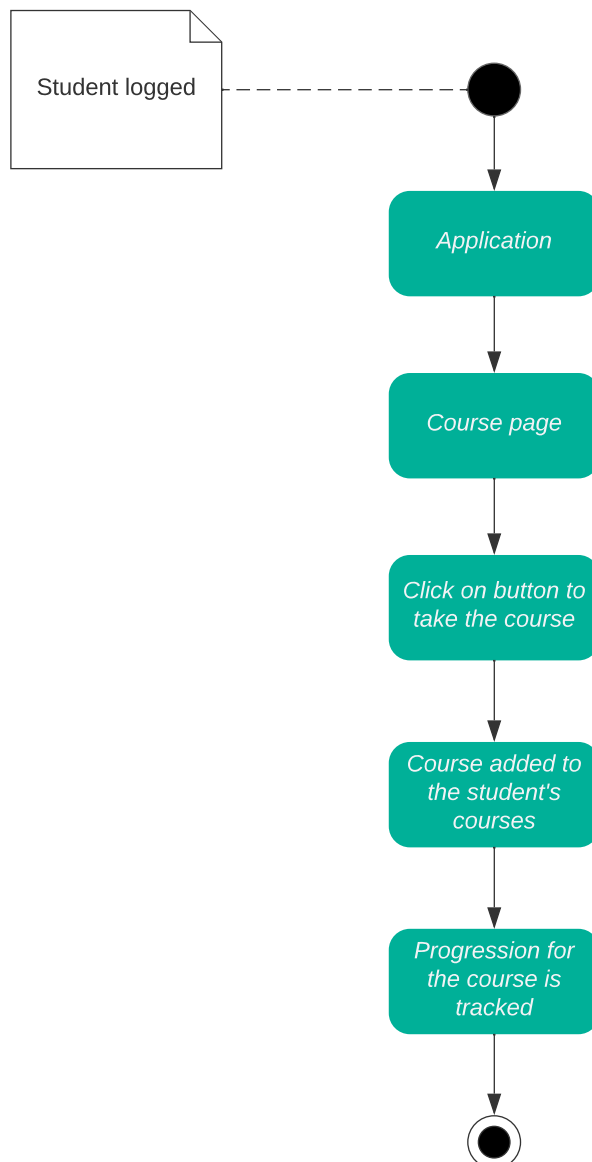 Student logged
Application
Course page
Click on button to
take the course
Course added to
the student's
courses
Progression for
the course is
tracked